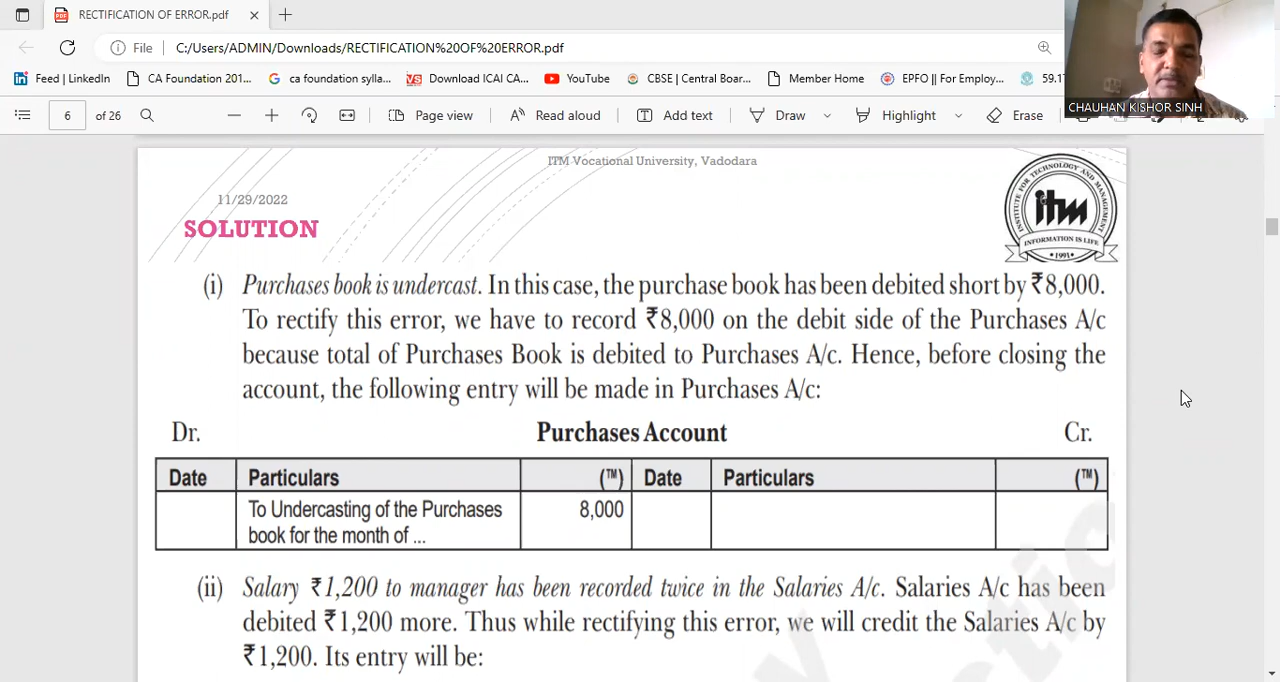 RECTIFICATION OF ERROR.pdf
File C:/Users/ADMIN/Downloads/RECTIFICATION%20OF%20ERROR.pdf
Feed | LinkedIn CA Foundation 201... ca foundation sylla... Download ICAI CA... YouTube CBSE | Central Boar... Member Home EPFO || For Employ... 59.1
6 of 26 Page view Read aloud Add text Draw Highlight Erase
CHAUHAN KISHOR SINH
ITM Vocational University, Vadodara
11/29/2022
SOLUTION
INSTITUTE FOR TECHNOLOGY AND MANAGEMENT
itm
INFORMATION IS LIFE
• 1991 •
(i) Purchases book is undercast. In this case, the purchase book has been debited short by ₹8,000.
To rectify this error, we have to record ₹8,000 on the debit side of the Purchases A/c
because total of Purchases Book is debited to Purchases A/c. Hence, before closing the
account, the following entry will be made in Purchases A/c:
Dr. Purchases Account Cr.
Date Particulars (™) Date Particulars (™)
To Undercasting of the Purchases 8,000
book for the month of ...
(ii) Salary ₹1,200 to manager has been recorded twice in the Salaries A/c. Salaries A/c has been
debited ₹1,200 more. Thus while rectifying this error, we will credit the Salaries A/c by
₹1,200. Its entry will be: